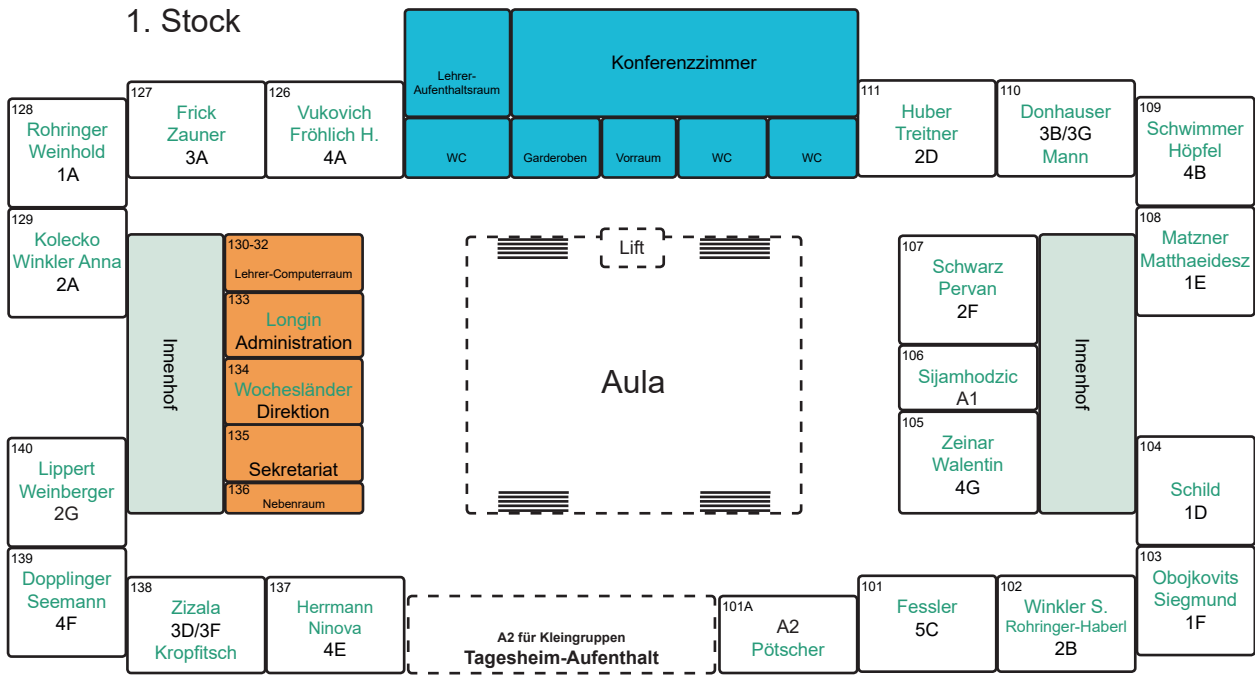 1. Stock
Lehrer-
Aufenthaltsraum
Konferenzzimmer
WC
Garderoben
Vorraum
WC
WC
128
Rohringer
Weinhold
1A
127
Frick
Zauner
3A
126
Vukovich
Fröhlich H.
4A
111
Huber
Treitner
2D
110
Donhauser
3B/3G
Mann
109
Schwimmer
Höpfel
4B
129
Kolecko
Winkler Anna
2A
Innenhof
130-32
Lehrer-Computerraum
133
Longin
Administration
134
Wochesländer
Direktion
135
Sekretariat
136
Nebenraum
Lift
Aula
107
Schwarz
Pervan
2F
106
Sijamhodzic
A1
105
Zeinar
Walentin
4G
Innenhof
108
Matzner
Matthaeidesz
1E
140
Lippert
Weinberger
2G
104
Schild
1D
139
Dopplinger
Seemann
4F
138
Zizala
3D/3F
Kropfitsch
137
Herrmann
Ninova
4E
A2 für Kleingruppen
Tagesheim-Aufenthalt
101A
A2
Pötscher
101
Fessler
5C
102
Winkler S.
Rohringer-Haberl
2B
103
Obojkovits
Siegmund
1F